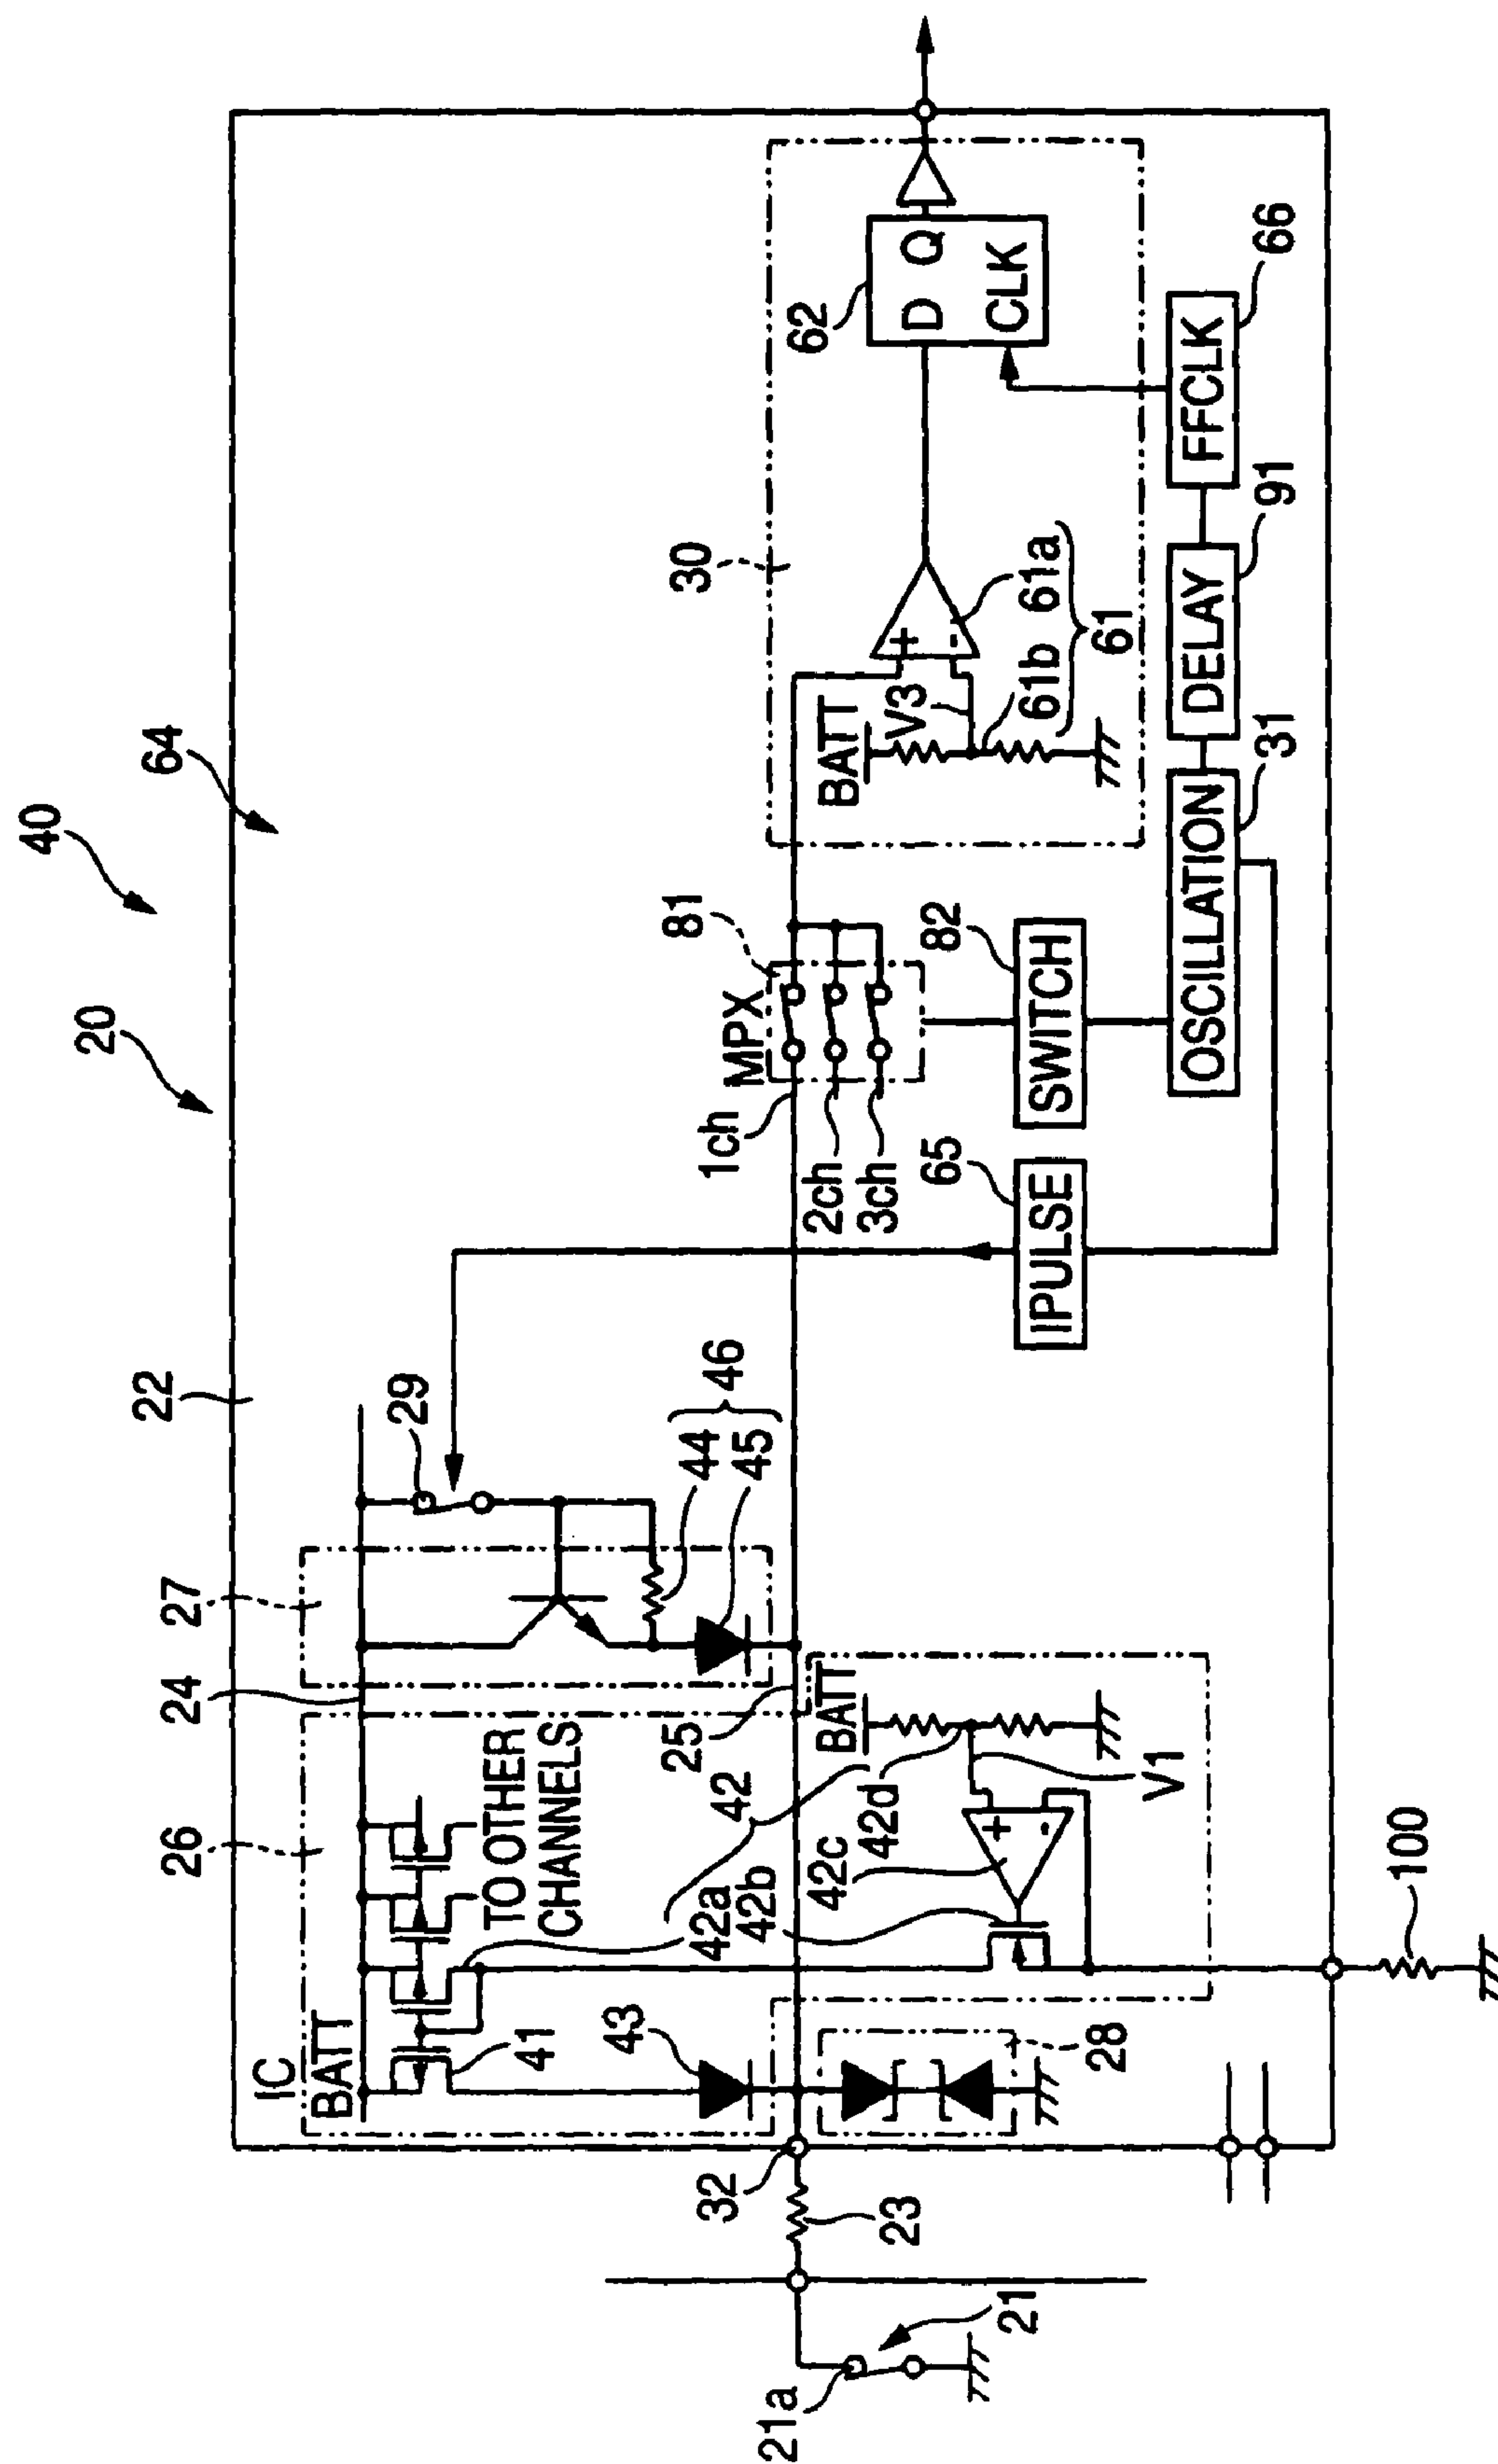 40
20
64
22
24
27
29
26
IC
BATT
TO OTHER
CHANNELS
41
43
44
45
46
25
42
42a
42b
42c
42d
BATT
V1
28
32
23
21
21a
100
1ch
2ch
3ch
MPX
81
65
IPULSE
82
SWITCH
OSCILLATION
31
DELAY
91
FFCLK
66
30
BATT
V3
61b
61a
61
62
D
Q
CLK
+
-
+
-